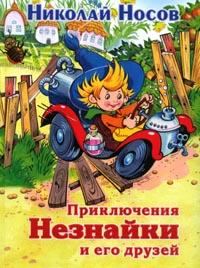 Николай Носов
Приключения
Незнайки
и его друзей